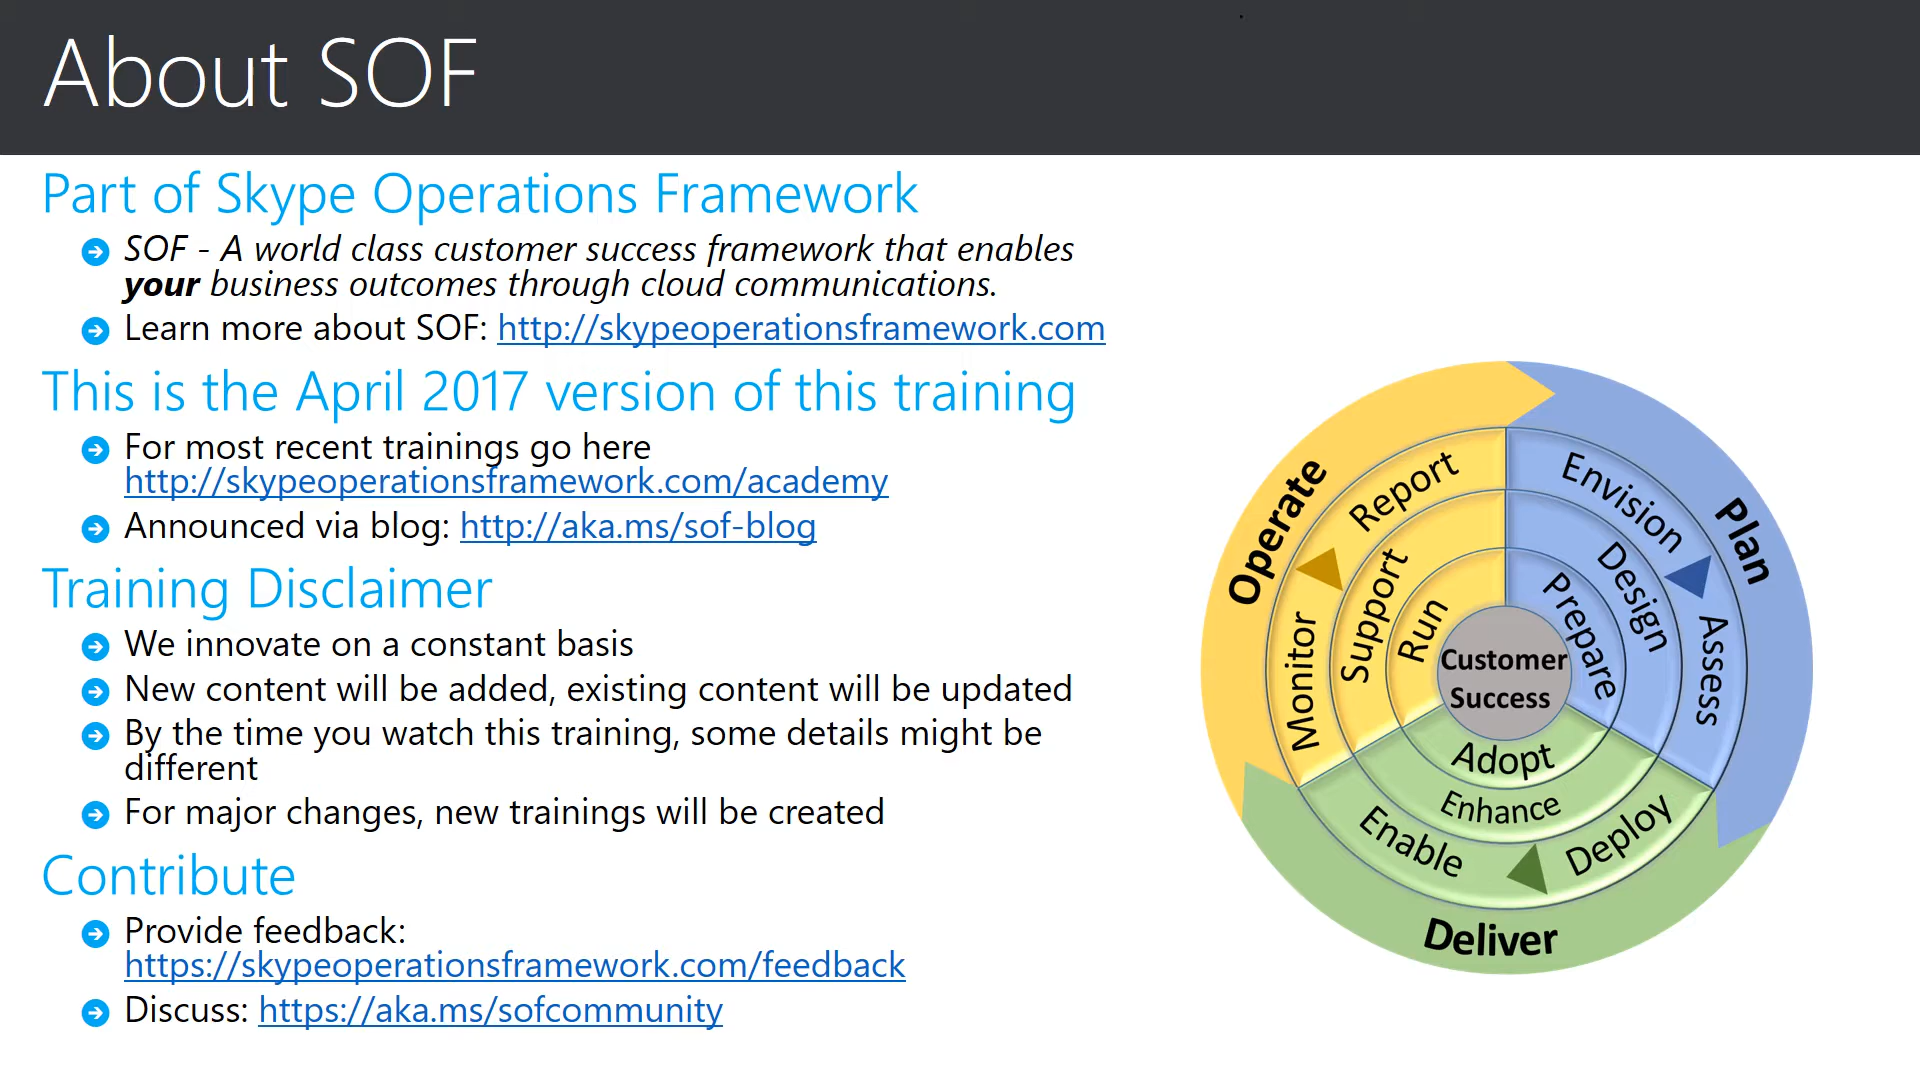 About SOF
Part of Skype Operations Framework
SOF - A world class customer success framework that enables
your business outcomes through cloud communications.
Learn more about SOF: http://skypeoperationsframework.com
This is the April 2017 version of this training
For most recent trainings go here
http://skypeoperationsframework.com/academy
Announced via blog: http://aka.ms/sof-blog
Training Disclaimer
We innovate on a constant basis
New content will be added, existing content will be updated
By the time you watch this training, some details might be
different
For major changes, new trainings will be created
Contribute
Provide feedback:
https://skypeoperationsframework.com/feedback
Discuss: https://aka.ms/sofcommunity
Plan
Envision
Assess
Design
Prepare
Deliver
Deploy
Enable
Enhance
Adopt
Operate
Monitor
Report
Support
Run
Customer
Success